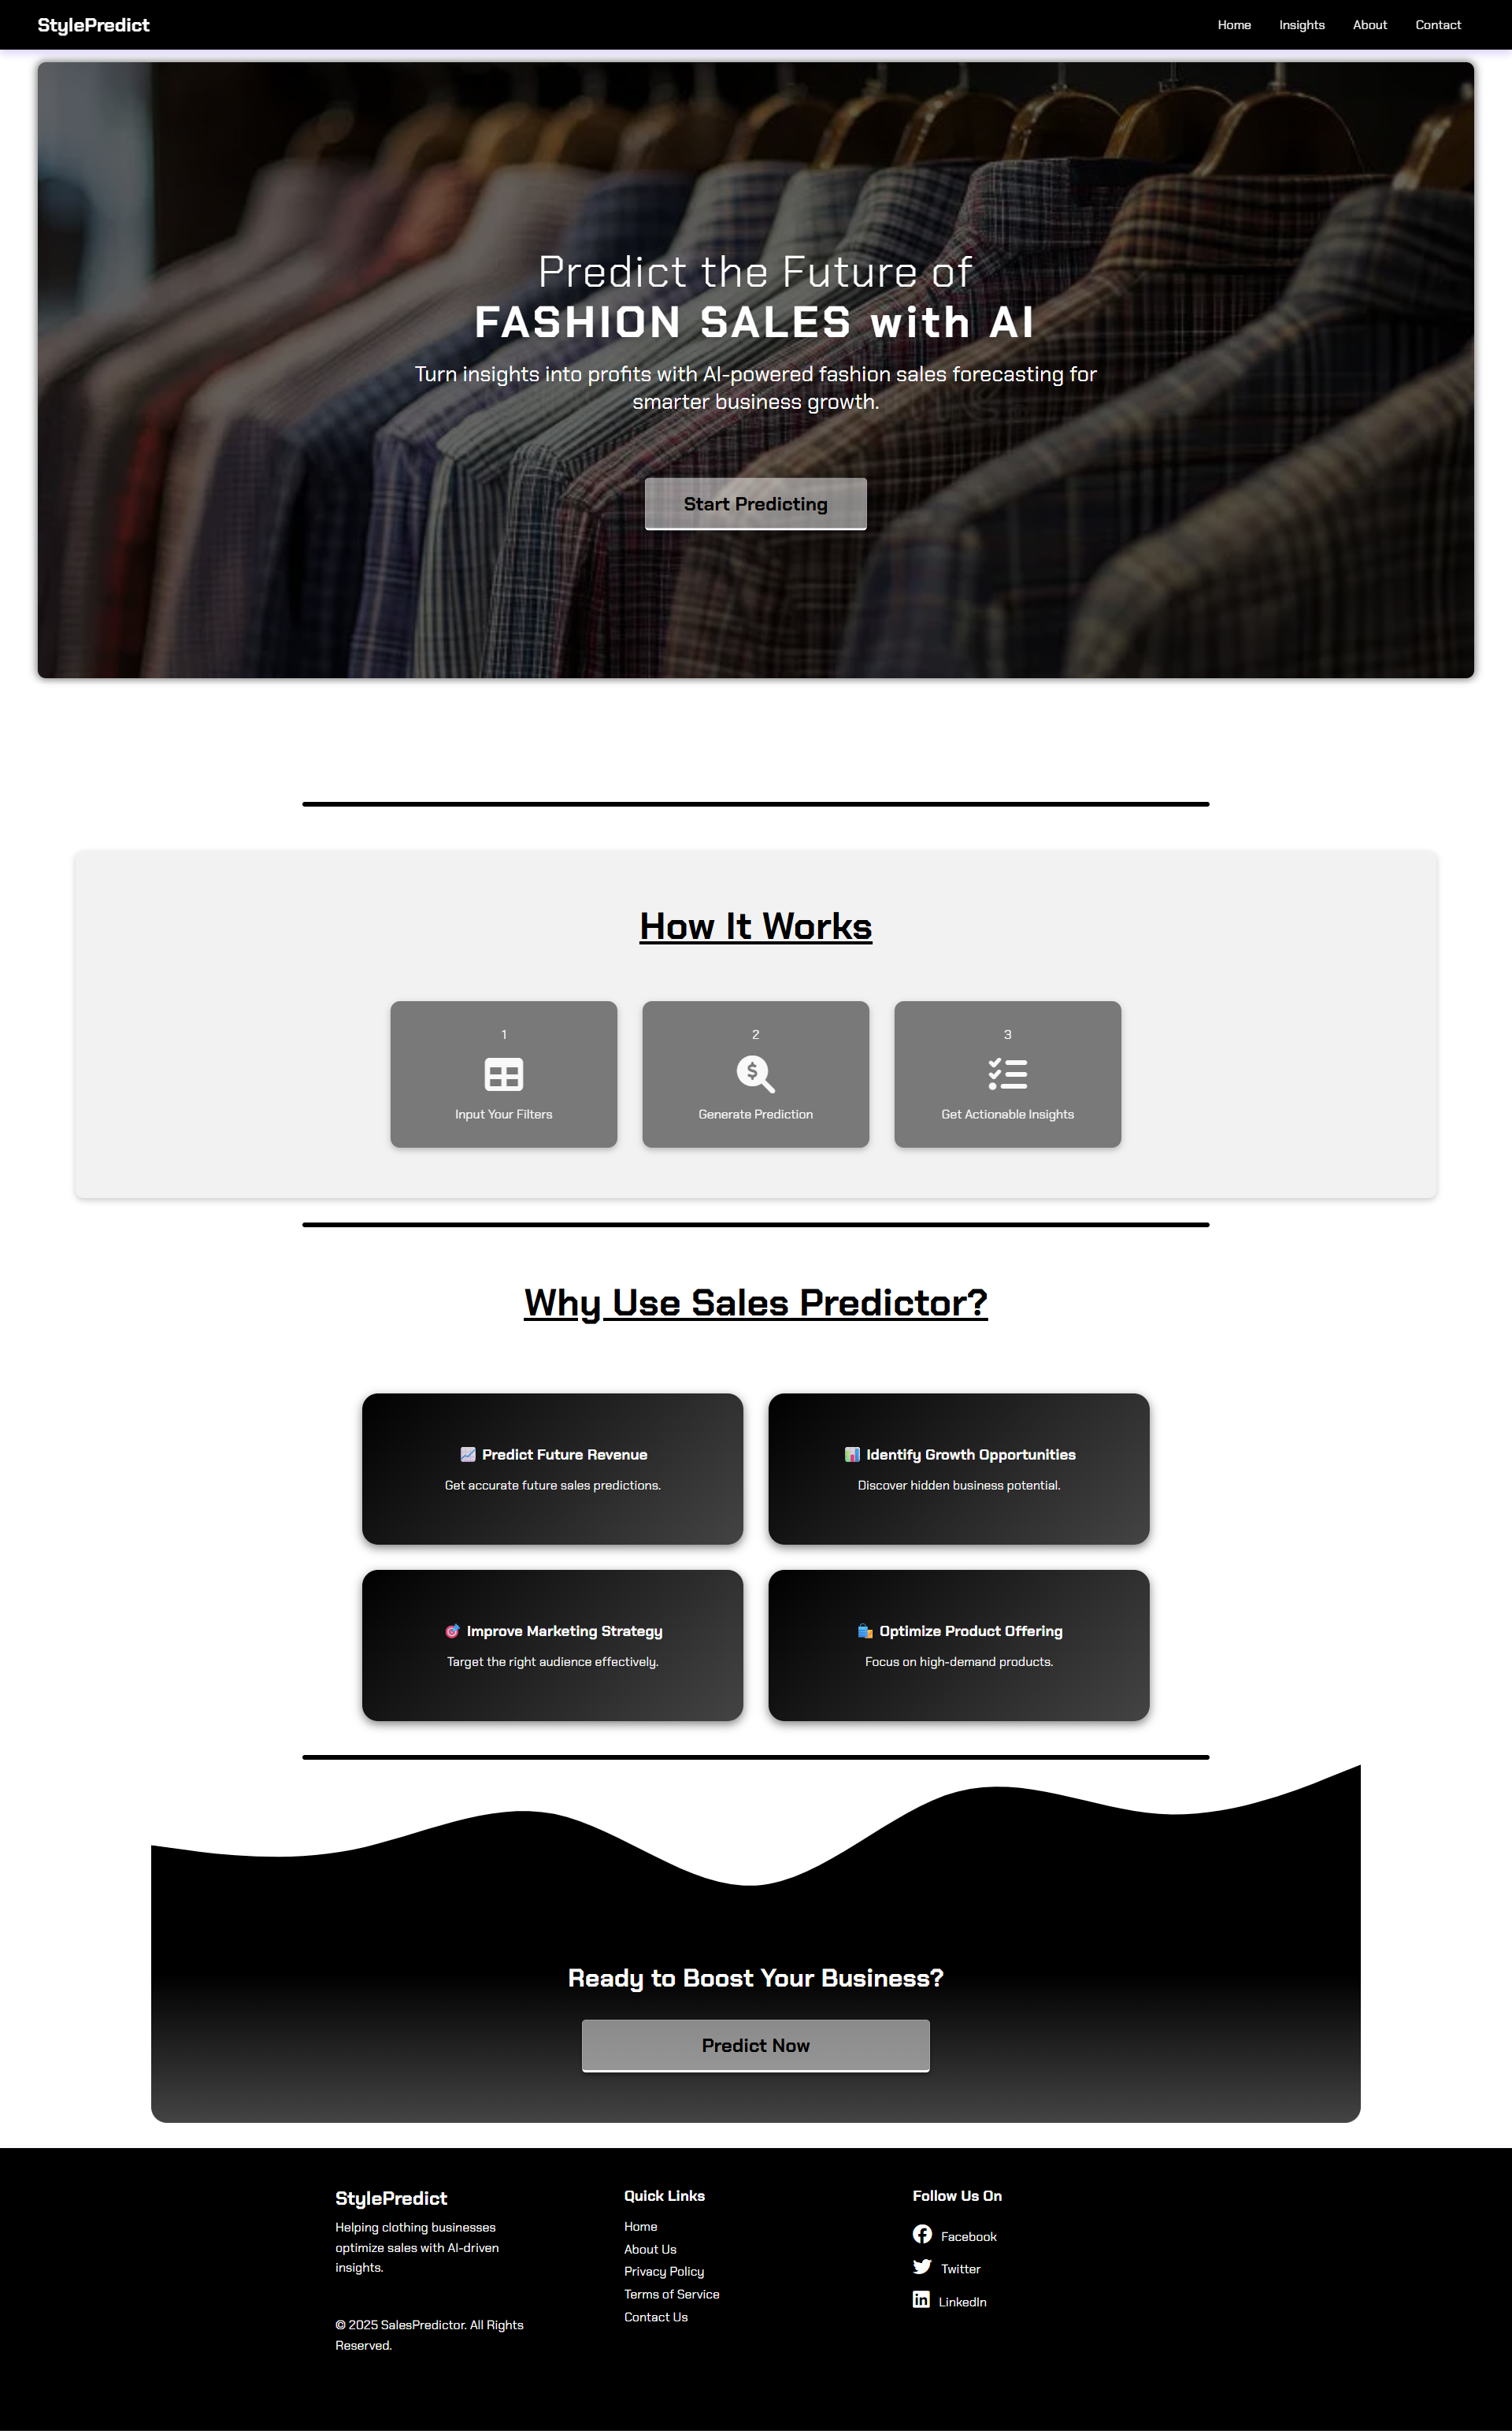 StylePredict
Home
Insights
About
Contact
Predict the Future of
FASHION SALES with AI
Turn insights into profits with AI-powered fashion sales forecasting for
smarter business growth.
Start Predicting
How It Works
1
Input Your Filters
2
Generate Prediction
3
Get Actionable Insights
Why Use Sales Predictor?
Predict Future Revenue
Get accurate future sales predictions.
Identify Growth Opportunities
Discover hidden business potential.
Improve Marketing Strategy
Target the right audience effectively.
Optimize Product Offering
Focus on high-demand products.
Ready to Boost Your Business?
Predict Now
StylePredict
Helping clothing businesses
optimize sales with AI-driven
insights.
© 2025 SalesPredictor. All Rights
Reserved.
Quick Links
Home
About Us
Privacy Policy
Terms of Service
Contact Us
Follow Us On
Facebook
Twitter
LinkedIn